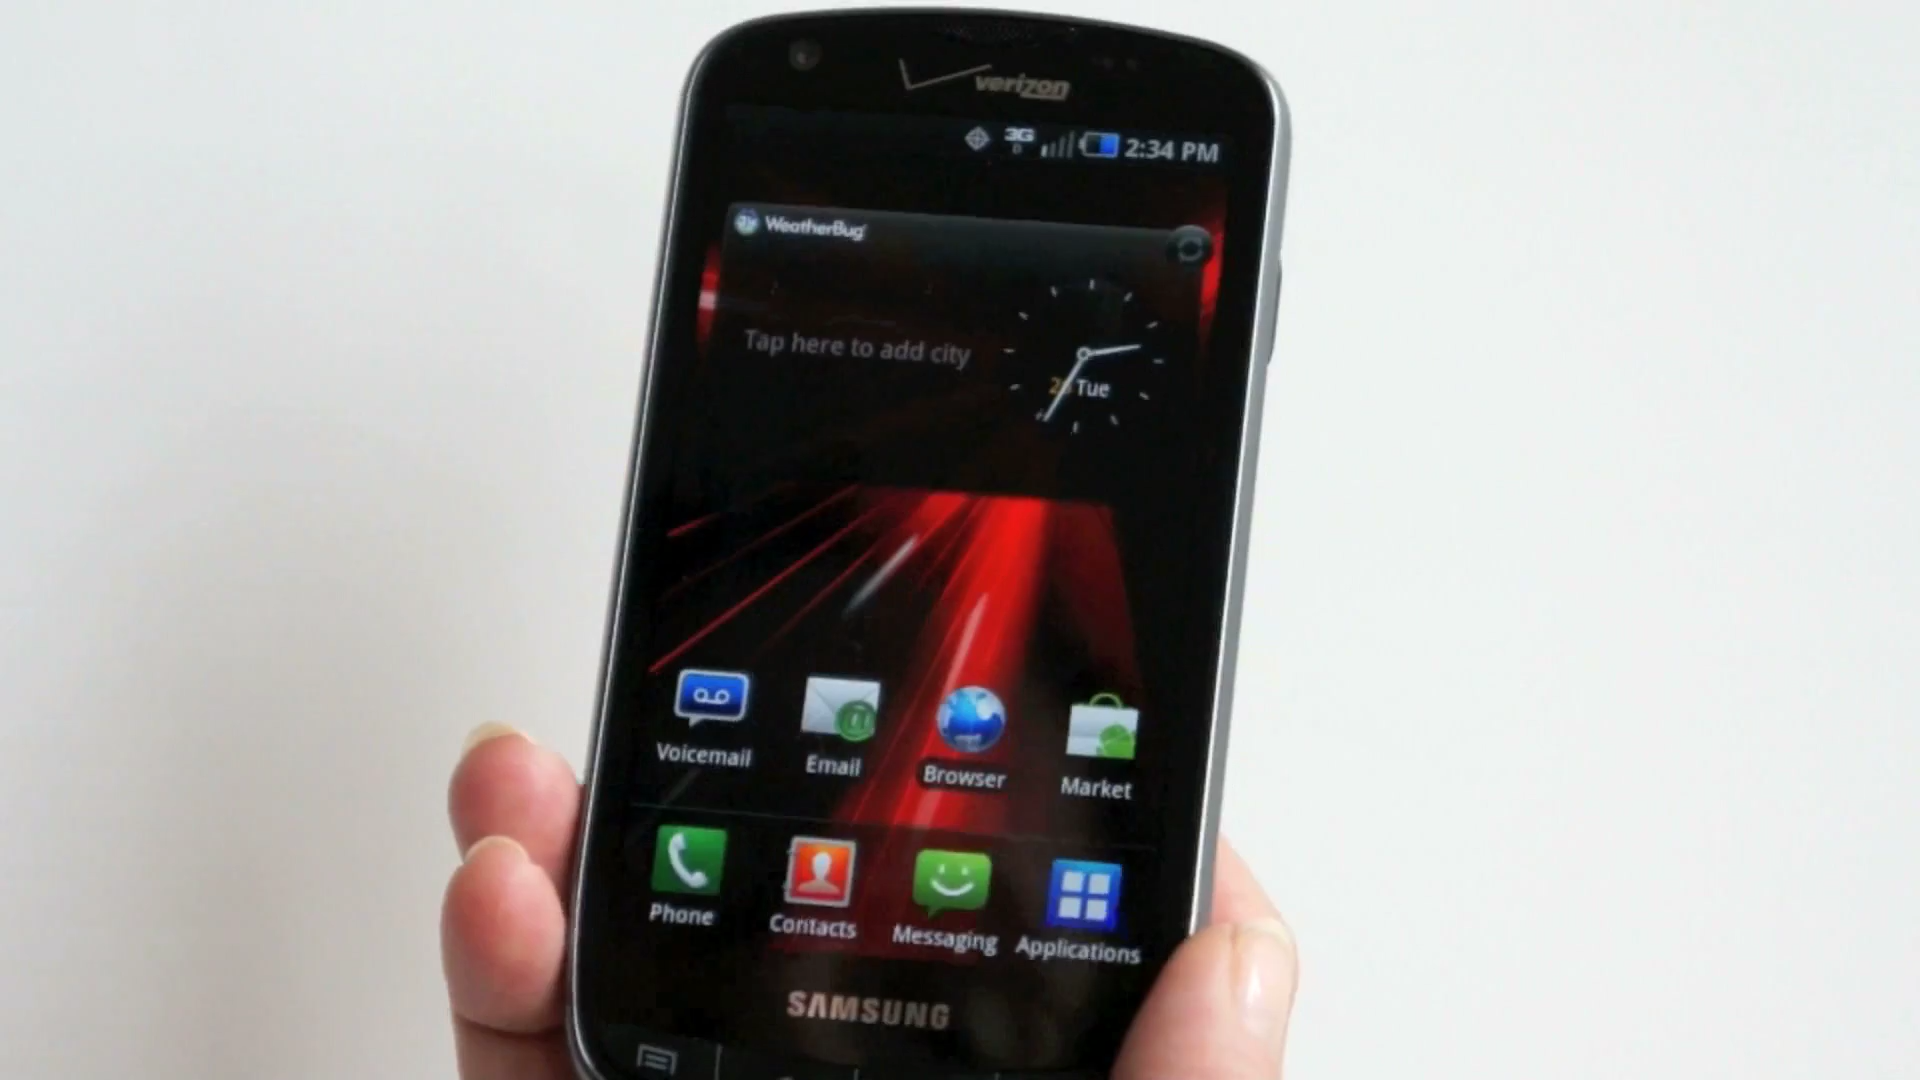 verizon
3G 2:34 PM
WeatherBug
Tap here to add city
Tue
Voicemail Email Browser Market
Phone Contacts Messaging Applications
SAMSUNG